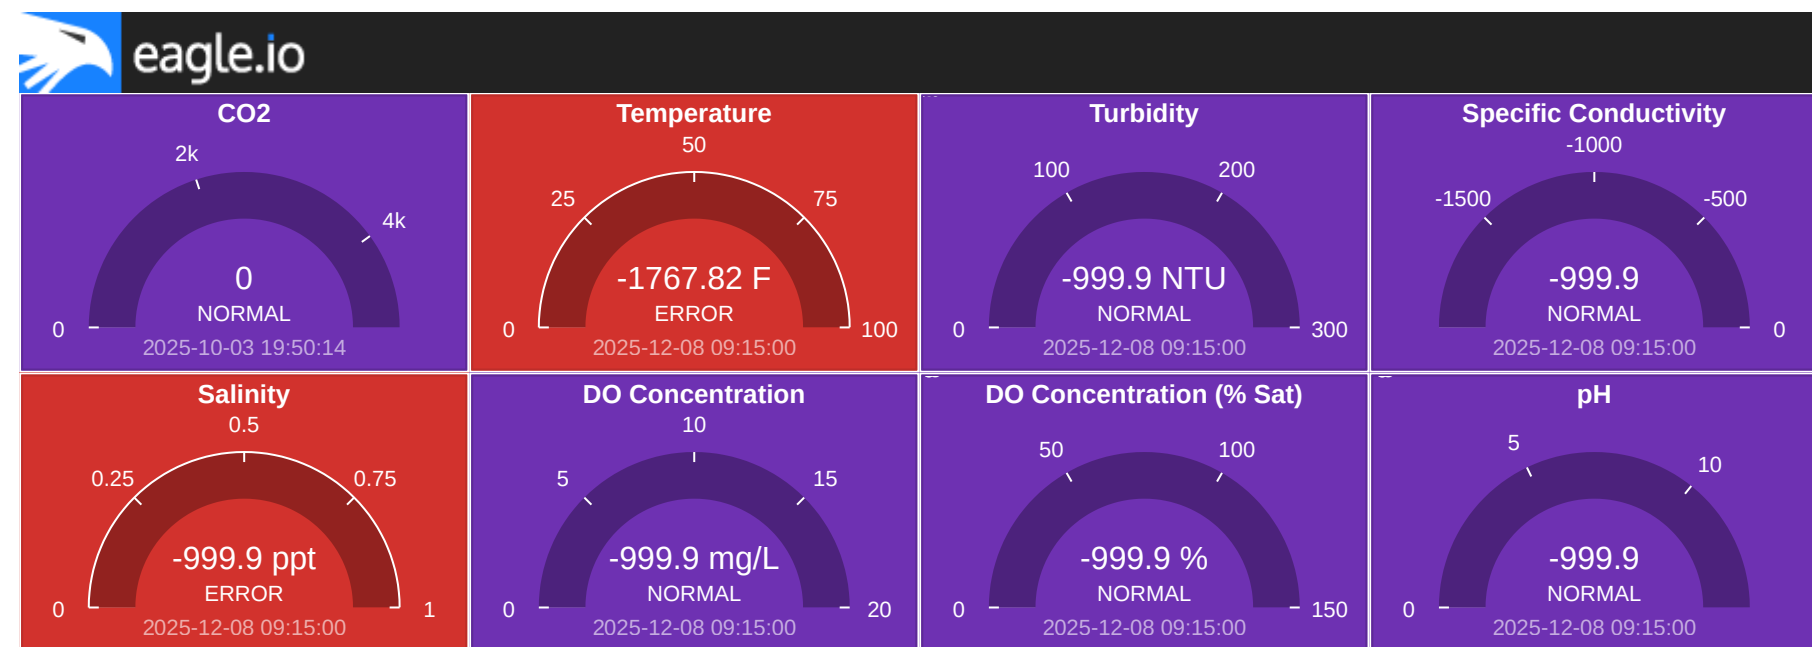 eagle.io
CO2
2k
4k
0
0
NORMAL
2025-10-03 19:50:14
Temperature
50
25
75
-1767.82 F
ERROR
0
100
2025-12-08 09:15:00
Turbidity
100
200
-999.9 NTU
NORMAL
0
300
2025-12-08 09:15:00
Specific Conductivity
-1000
-1500
-500
-999.9
NORMAL
0
2025-12-08 09:15:00
Salinity
0.5
0.25
0.75
-999.9 ppt
ERROR
0
1
2025-12-08 09:15:00
DO Concentration
10
5
15
-999.9 mg/L
NORMAL
0
20
2025-12-08 09:15:00
DO Concentration (% Sat)
50
100
-999.9 %
NORMAL
0
150
2025-12-08 09:15:00
pH
5
10
-999.9
NORMAL
0
2025-12-08 09:15:00